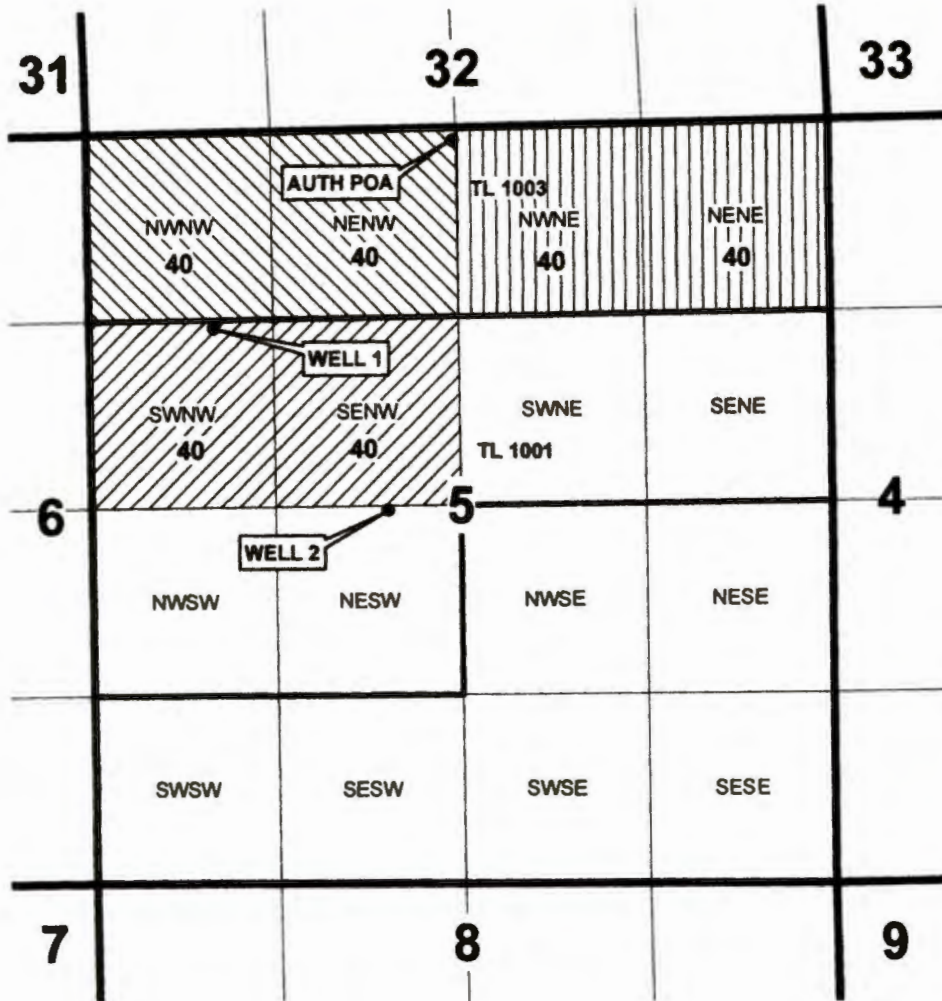 31 32 33
AUTH POA
TL 1003
NWNW NENW NWNE NENE
40 40 40 40
WELL 1
SWNW SENW SWNE SENE
40 40 TL 1001
6 5 4
WELL 2
NWSW NESW NWSE NESE
SWSW SESW SWSE SESE
7 8 9